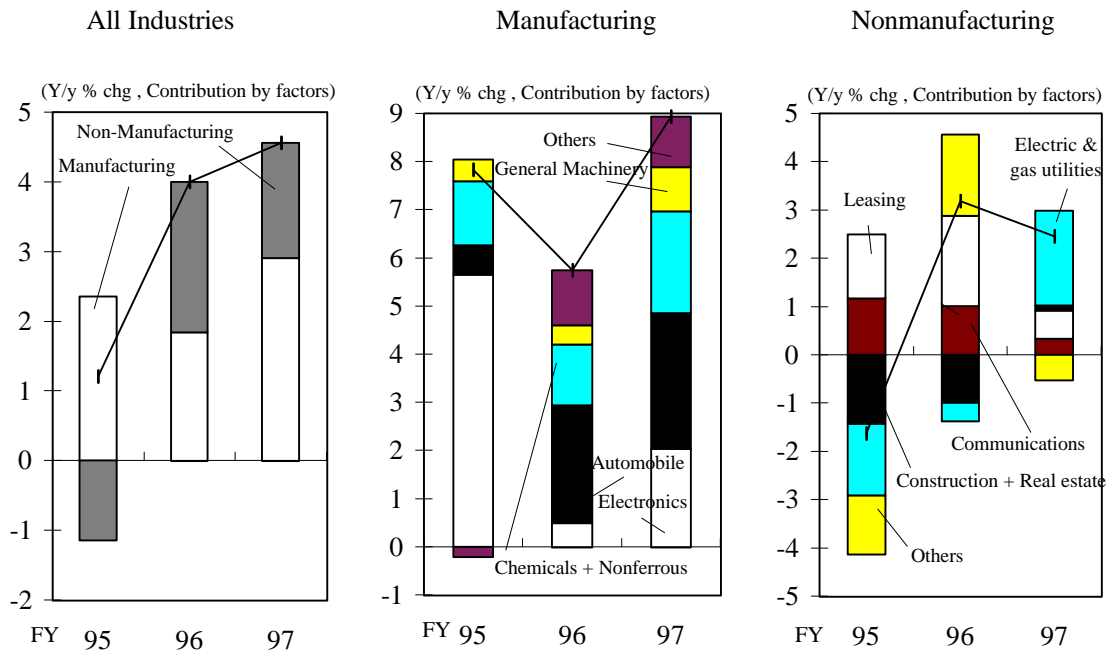 All Industries
Manufacturing
Nonmanufacturing
(Y/y % chg , Contribution by factors)
(Y/y % chg , Contribution by factors)
(Y/y % chg , Contribution by factors)
5
4
3
2
1
0
-1
-2
Non-Manufacturing
Manufacturing
FY
95
96
97
9
8
7
6
5
4
3
2
1
0
-1
Others
General Machinery
Automobile
Electronics
Chemicals + Nonferrous
FY
95
96
97
5
4
3
2
1
0
-1
-2
-3
-4
-5
Electric &
gas utilities
Leasing
Communications
Construction + Real estate
Others
FY
95
96
97